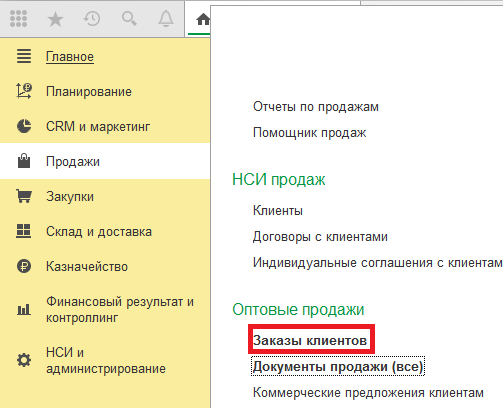 Главное
Планирование
CRM и маркетинг
Продажи
Закупки
Склад и доставка
Казначейство
Финансовый результат и
контроллинг
НСИ и
администрирование
Отчеты по продажам
Помощник продаж
НСИ продаж
Клиенты
Договоры с клиентами
Индивидуальные соглашения с клиентам
Оптовые продажи
Заказы клиентов
Документы продажи (все)
Коммерческие предложения клиентам